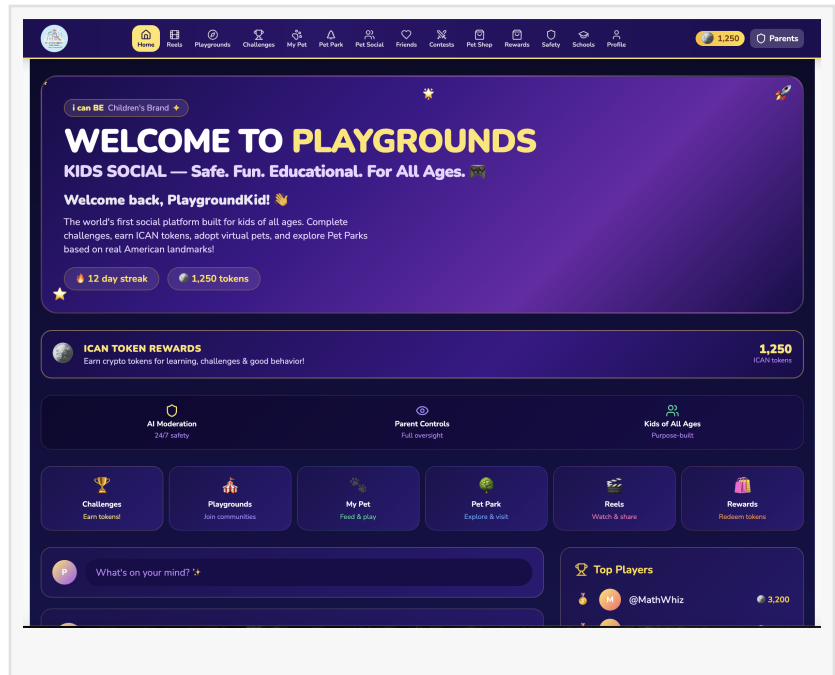 Home
Reels
Playgrounds
Challenges
My Pet
Pet Park
Pet Social
Friends
Contests
Pet Shop
Rewards
Safety
Schools
Profile
1,250
Parents
i can BE Children's Brand
WELCOME TO PLAYGROUNDS
KIDS SOCIAL — Safe. Fun. Educational. For All Ages. 🎮
Welcome back, PlaygroundKid! 👋
The world's first social platform built for kids of all ages. Complete
challenges, earn ICAN tokens, adopt virtual pets, and explore Pet Parks
based on real American landmarks!
🔥 12 day streak
1,250 tokens
ICAN TOKEN REWARDS
Earn crypto tokens for learning, challenges & good behavior!
1,250
ICAN tokens
AI Moderation
24/7 safety
Parent Controls
Full oversight
Kids of All Ages
Purpose-built
Challenges
Earn tokens!
Playgrounds
Join communities
My Pet
Feed & play
Pet Park
Explore & visit
Reels
Watch & share
Rewards
Redeem tokens
P
What's on your mind? ✨
Top Players
M
@MathWhiz
3,200